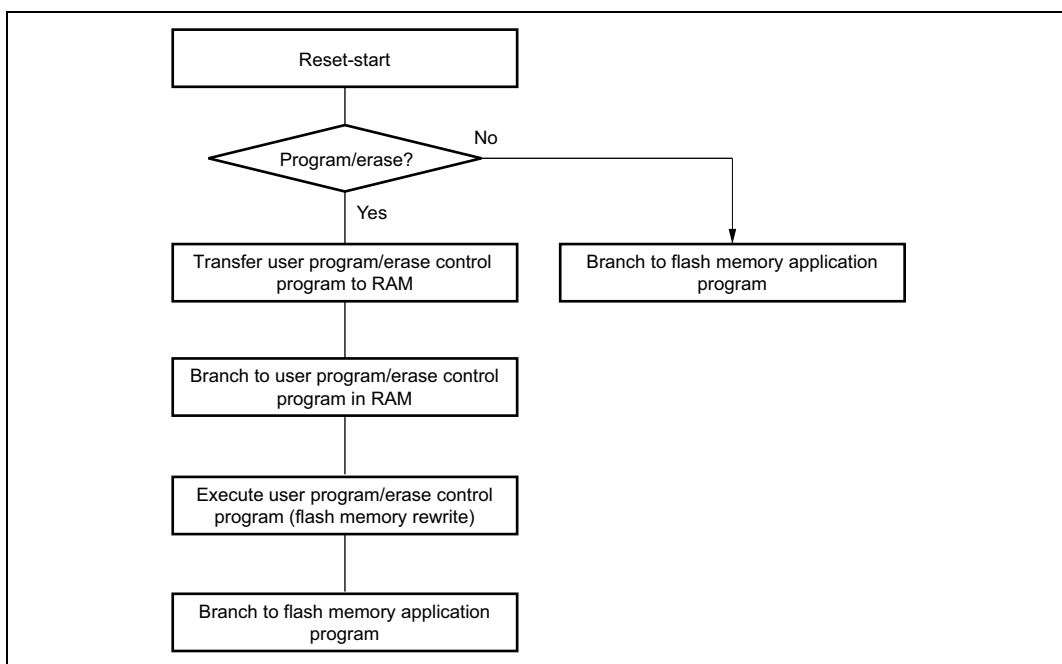 Reset-start
No
Program/erase?
Yes
Transfer user program/erase control
program to RAM
Branch to flash memory application
program
Branch to user program/erase control
program in RAM
Execute user program/erase control
program (flash memory rewrite)
Branch to flash memory application
program